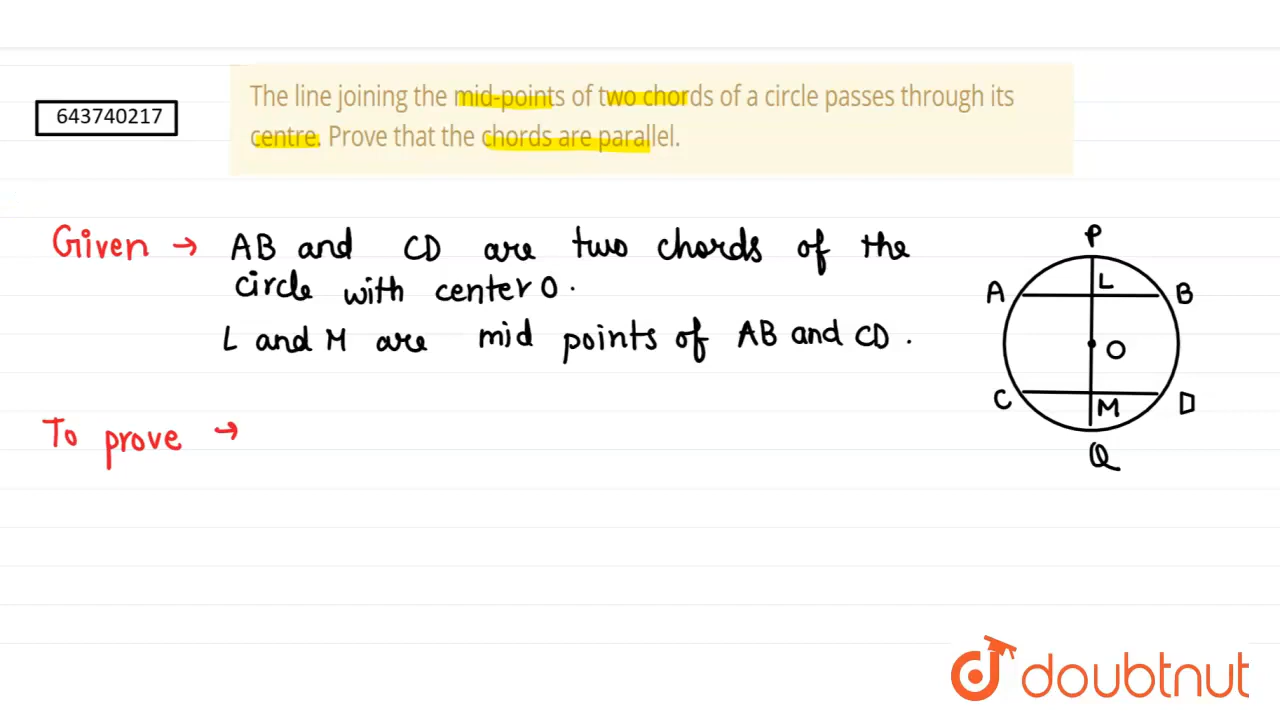 643740217
The line joining the mid-points of two chords of a circle passes through its
centre. Prove that the chords are parallel.
Given → AB and CD are two chords of the
circle with center O.
L and M are mid points of AB and CD.
To prove →
P
L
A B
O
C M D
Q
doubtnut